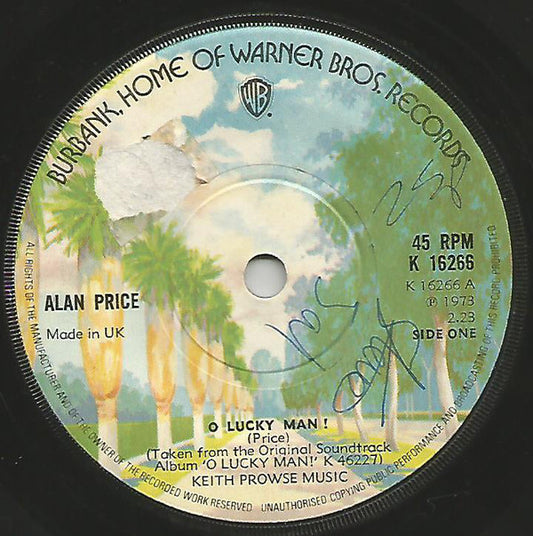 BURBANK, HOME OF WARNER BROS. RECORDS
WB
45 RPM
K 16266
K 16266 A
℗ 1973
2.23
SIDE ONE
ALAN PRICE
Made in UK
O LUCKY MAN !
(Price)
(Taken from the Original Soundtrack
Album 'O LUCKY MAN!' K 46227)
KEITH PROWSE MUSIC
ALL RIGHTS OF THE MANUFACTURER AND OF THE OWNER OF THE RECORDED WORK RESERVED UNAUTHORISED COPYING PUBLIC PERFORMANCE AND BROADCASTING OF THIS RECORD PROHIBITED